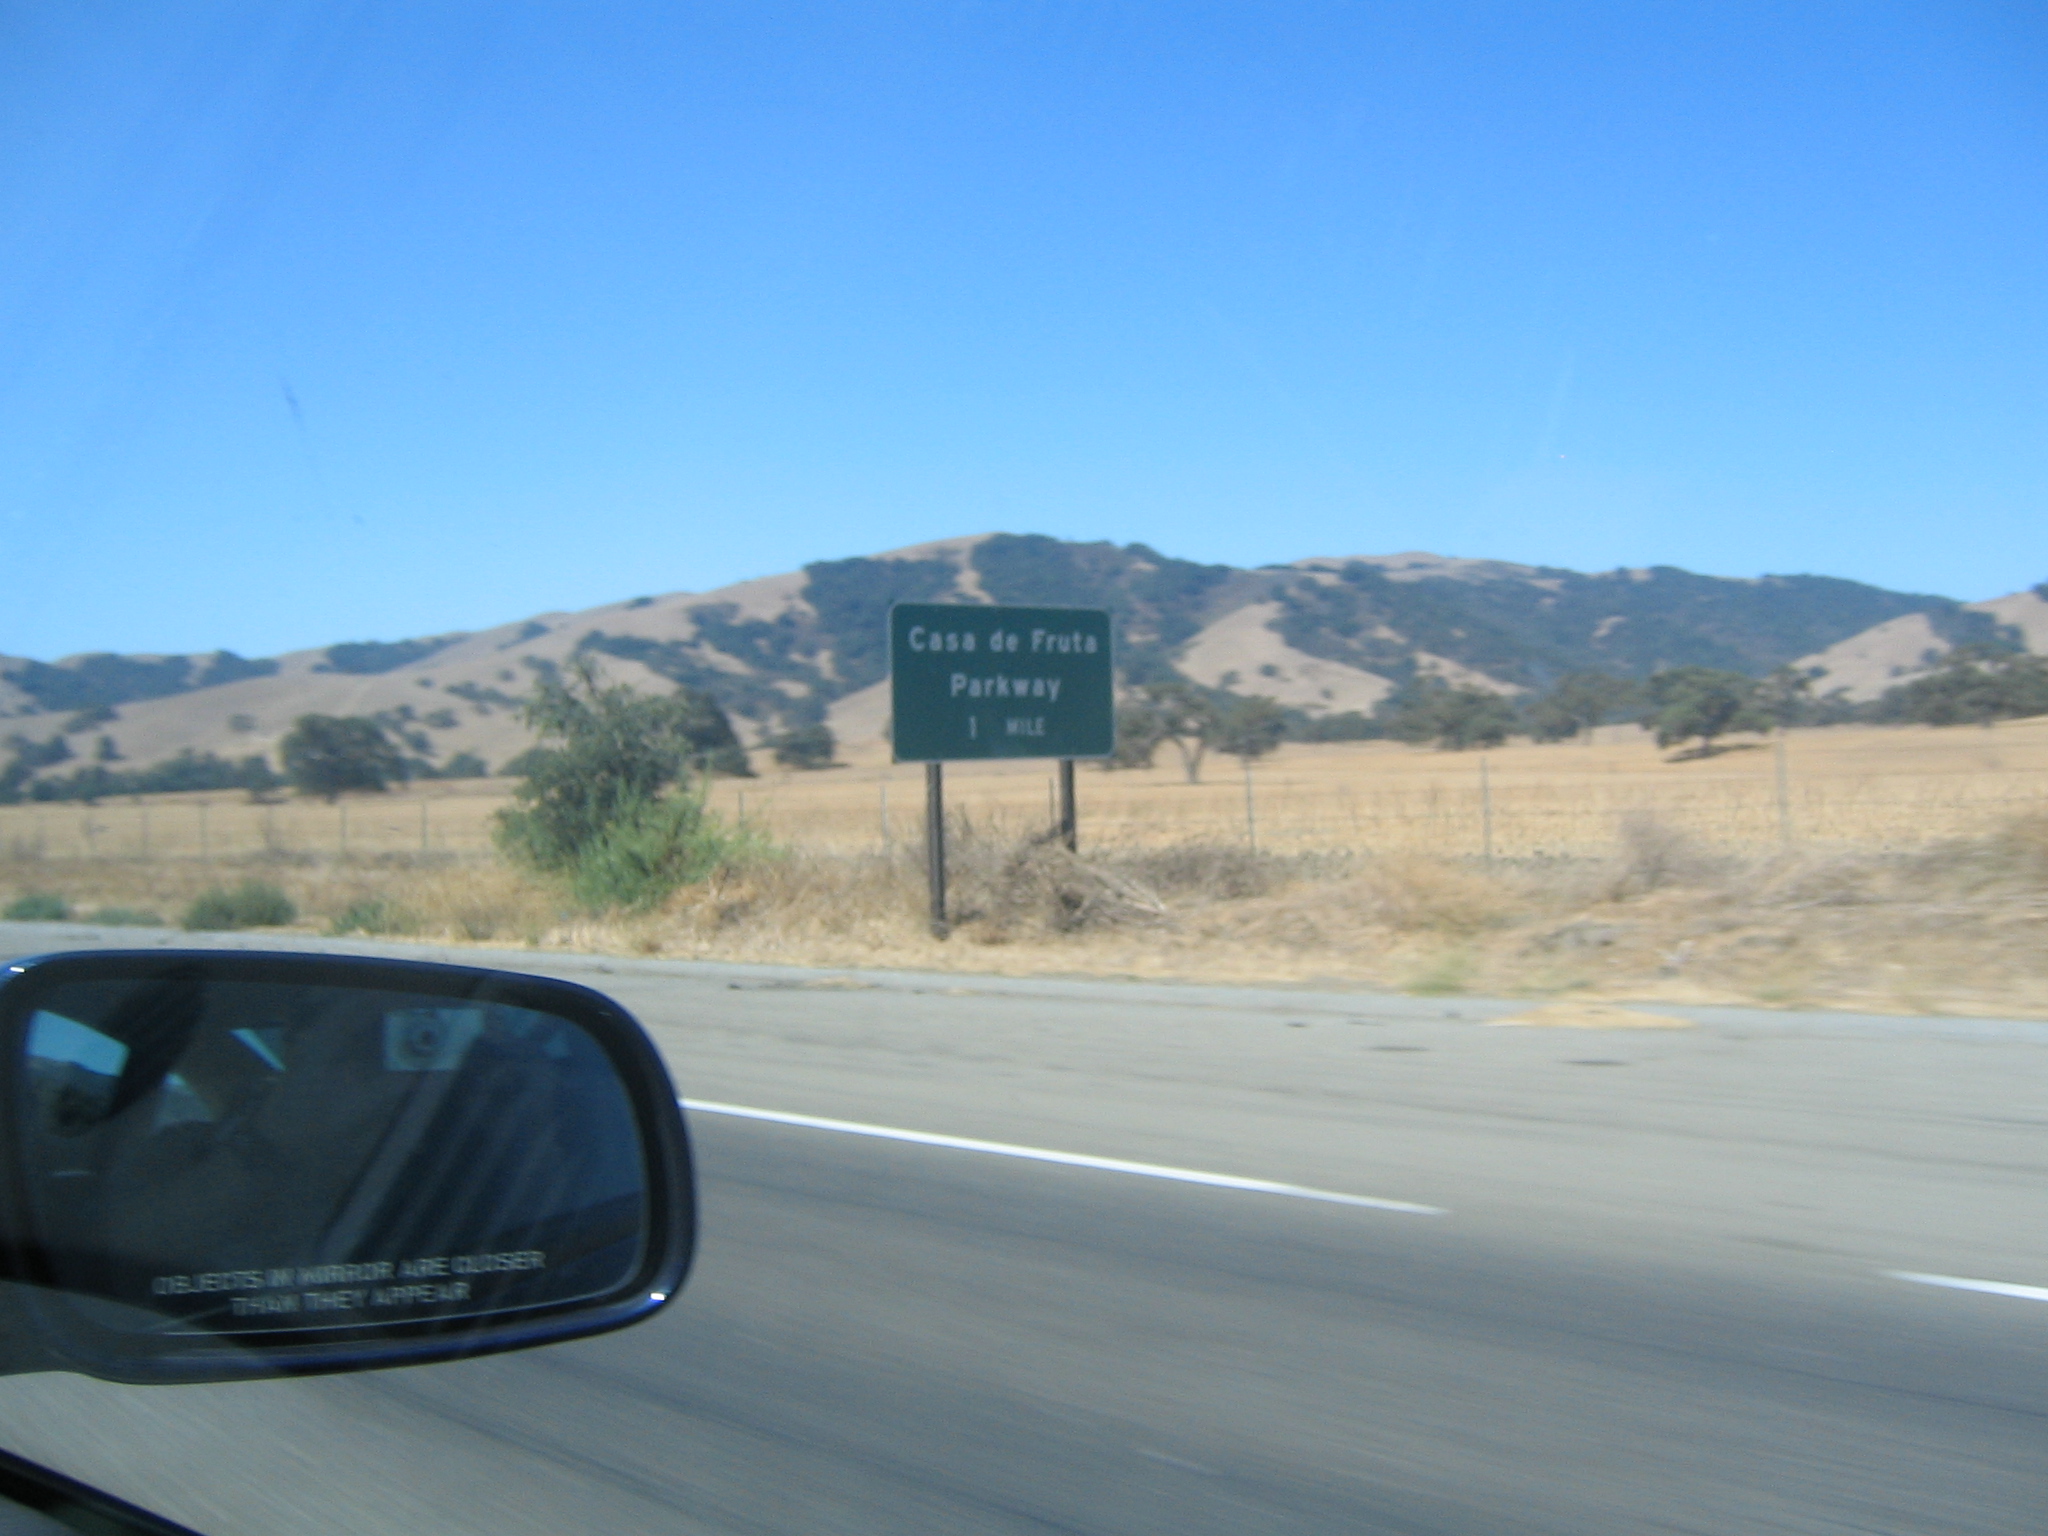 Casa de Fruta
Parkway
1 MILE
OBJECTS IN MIRROR ARE CLOSER
THAN THEY APPEAR